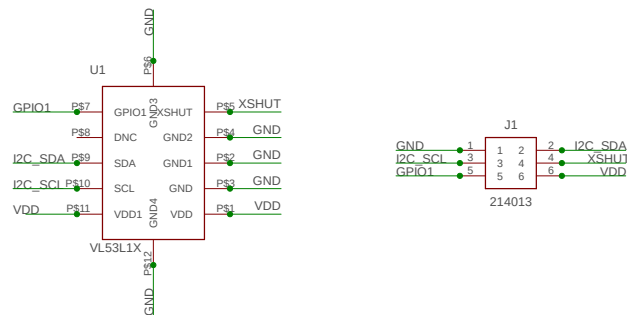 GND
P$6
U1
GPIO1 P$7 GPIO1 GND3 XSHUT P$5 XSHUT
P$8 DNC GND2 P$4 GND
I2C_SDA P$9 SDA GND1 P$2 GND
I2C_SCL P$10 SCL GND P$3 GND
VDD P$11 VDD1 GND4 VDD P$1 VDD
VL53L1X
P$12
GND
J1
GND 1 1 2 2 I2C_SDA
I2C_SCL 3 3 4 4 XSHUT
GPIO1 5 5 6 6 VDD
214013